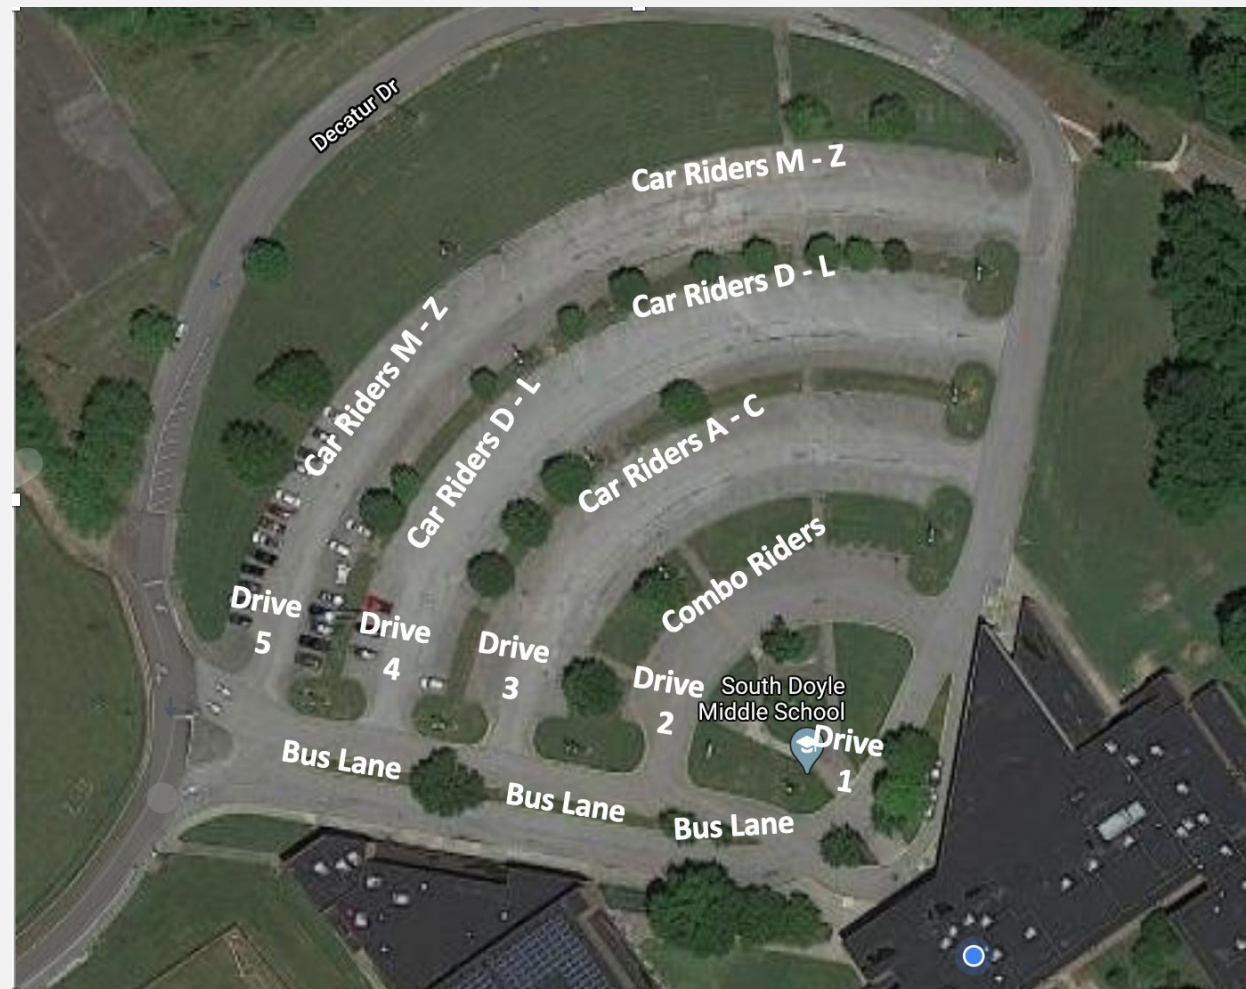 Decatur Dr
Car Riders M - Z
Car Riders D - L
Car Riders M - Z
Car Riders D - L
Car Riders A - C
Combo Riders
Drive
5
Drive
4
Drive
3
Drive
2
South Doyle
Middle School
Drive
1
Bus Lane
Bus Lane
Bus Lane